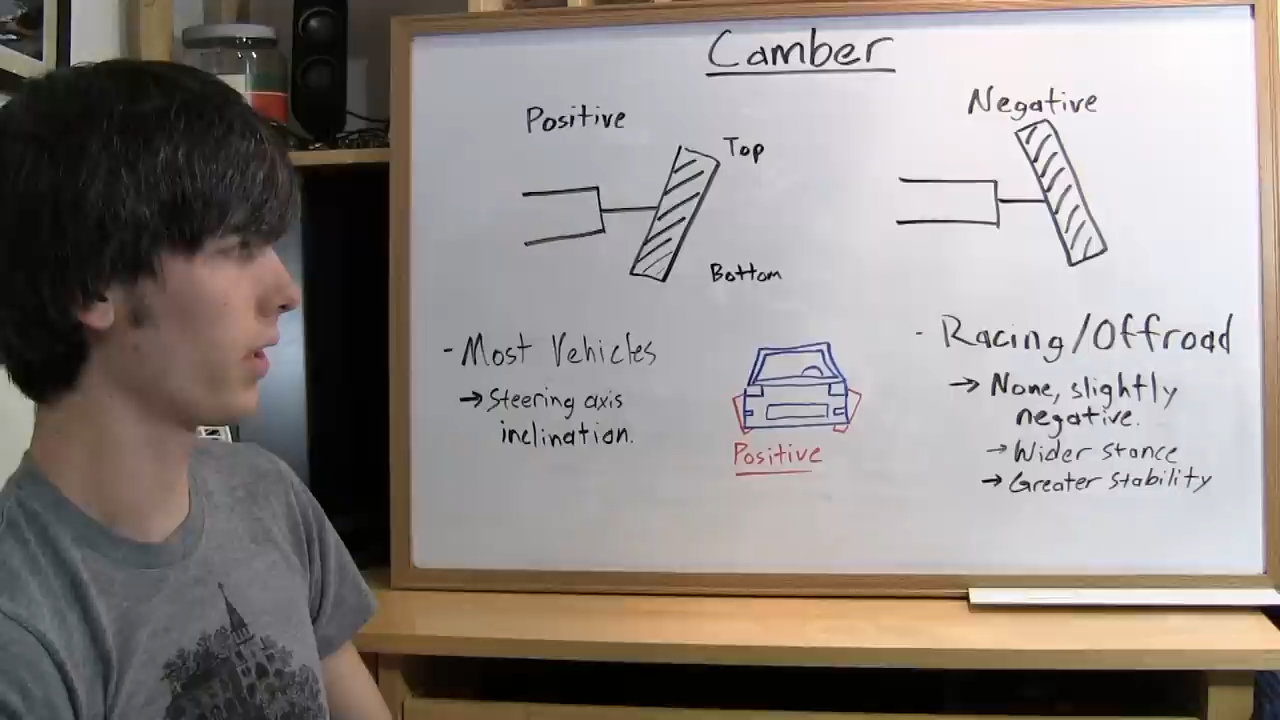 Camber
Positive
Top
Bottom
Negative
- Most Vehicles
→ Steering axis
inclination.
Positive
- Racing/Offroad
→ None, slightly
negative.
→ Wider stance
→ Greater stability